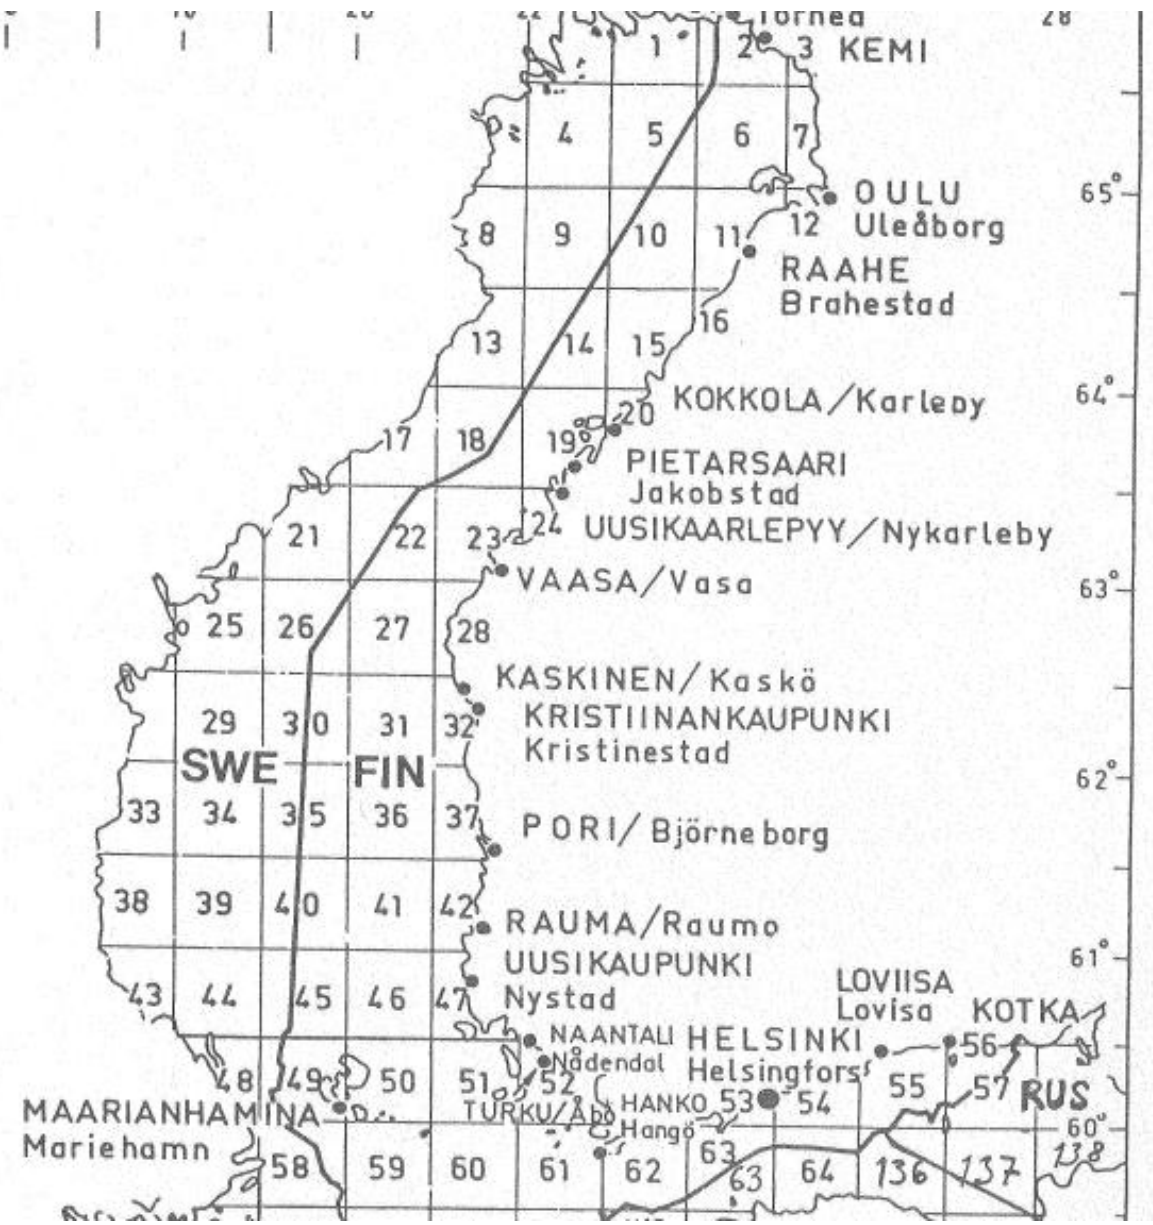 28
Torneå
1 2 3 KEMI
4 5 6 7
65°
OULU
Uleåborg
8 9 10 11 12
RAAHE
Brahestad
13 14 15 16
64°
KOKKOLA/Karleby
17 18 19 20
PIETARSAARI
Jakobstad
UUSIKAARLEPYY/Nykarleby
21 22 23 24
VAASA/Vasa
63°
25 26 27 28
KASKINEN/Kaskö
KRISTIINANKAUPUNKI
Kristinestad
29 30 31 32
SWE FIN
62°
33 34 35 36 37
PORI/Björneborg
38 39 40 41 42
RAUMA/Raumo
UUSIKAUPUNKI
Nystad
61°
43 44 45 46 47
LOVIISA
Lovisa
KOTKA
NAANTALI
Nådendal
HELSINKI
Helsingfors
48 49 50 51 52 53 54 55 56 57
RUS
MAARIANHAMINA
Mariehamn
TURKU/Åbo
HANKO
Hangö
60°
58 59 60 61 62 63 63 64 136 137 138